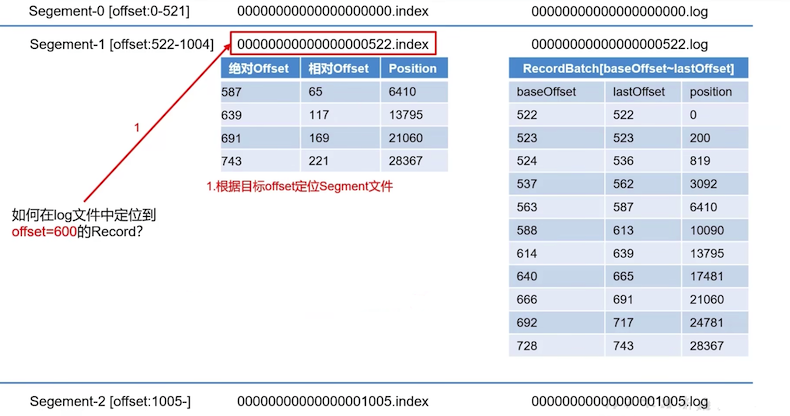 Segement-0 [offset:0-521] 00000000000000000000.index 00000000000000000000.log
Segement-1 [offset:522-1004] 00000000000000000522.index 00000000000000000522.log
绝对Offset 相对Offset Position
587 65 6410
639 117 13795
691 169 21060
743 221 28367
1
1.根据目标offset定位Segment文件
如何在log文件中定位到
offset=600的Record?
RecordBatch[baseOffset~lastOffset]
baseOffset lastOffset position
522 522 0
523 523 200
524 536 819
537 562 3092
563 587 6410
588 613 10090
614 639 13795
640 665 17481
666 691 21060
692 717 24781
728 743 28367
Segement-2 [offset:1005-] 00000000000000001005.index 00000000000000001005.log